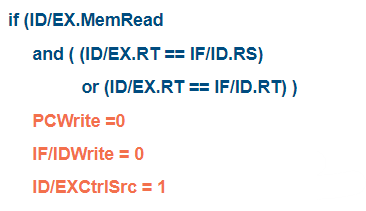 if (ID/EX.MemRead
and ( (ID/EX.RT == IF/ID.RS)
or (ID/EX.RT == IF/ID.RT) )
PCWrite =0
IF/IDWrite = 0
ID/EXCtrlSrc = 1